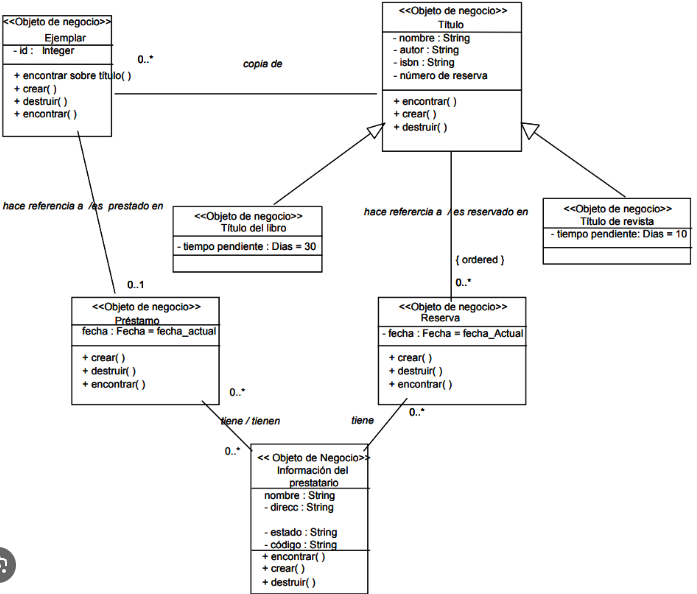 <<Objeto de negocio>>
Ejemplar
- id : Integer
+ encontrar sobre título( )
+ crear( )
+ destruir( )
+ encontrar( )
0..*
copia de
<<Objeto de negocio>>
Título
- nombre : String
- autor : String
- isbn : String
- número de reserva
+ encontrar( )
+ crear( )
+ destruir( )
hace referencia a /es prestado en
<<Objeto de negocio>>
Título del libro
- tiempo pendiente : Dias = 30
hace refercia a / es reservado en
<<Objeto de negocio>>
Título de revista
- tiempo pendiente: Dias = 10
{ ordered }
0..1
0..*
<<Objeto de negocio>>
Préstamo
fecha : Fecha = fecha_actual
+ crear( )
+ destruir( )
+ encontrar( )
<<Objeto de negocio>>
Reserva
- fecha : Fecha = fecha_Actual
+ crear( )
+ destruir( )
+ encontrar( )
0..*
0..*
tiene / tienen
tiene
0..*
<< Objeto de Negocio>>
Información del
prestatario
nombre : String
- direcc : String
- estado : String
- código : String
+ encontrar( )
+ crear( )
+ destruir( )